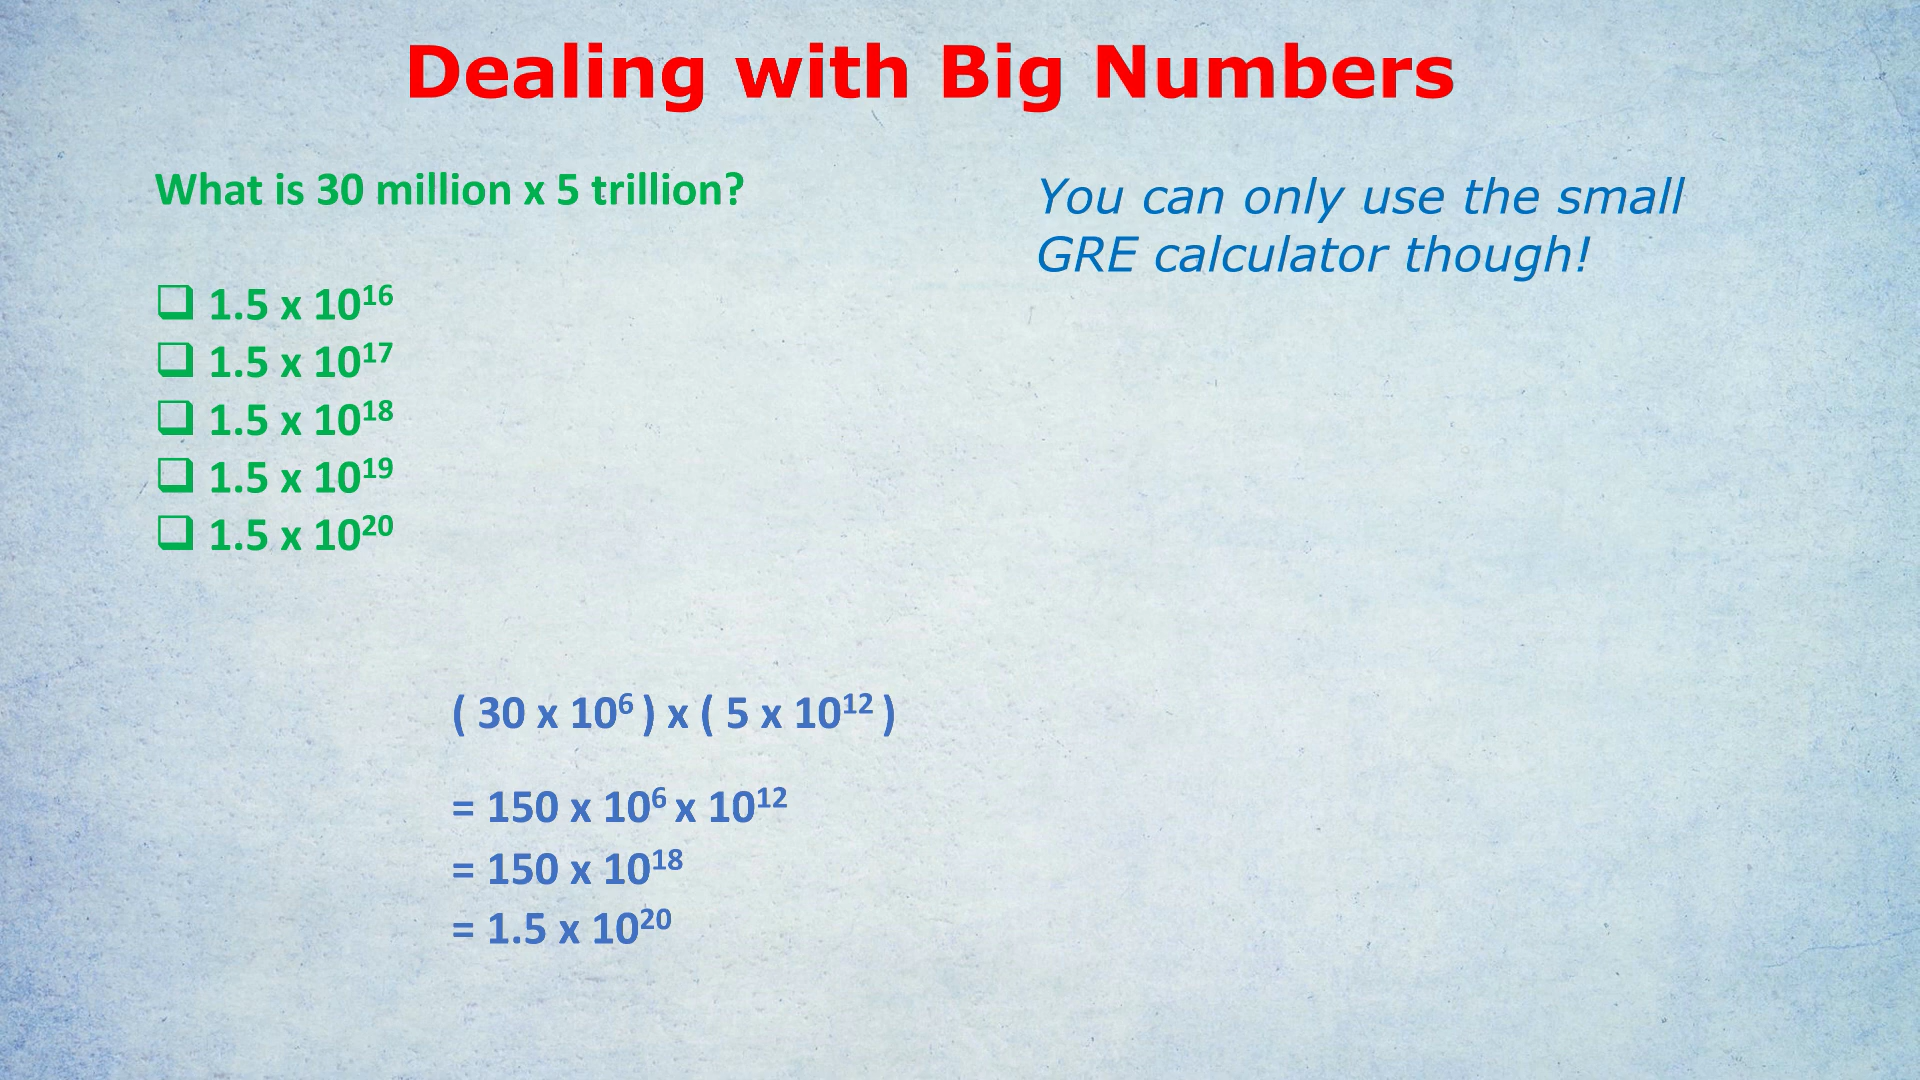 Dealing with Big Numbers
What is 30 million x 5 trillion?
You can only use the small
GRE calculator though!
❑ 1.5 x 10¹⁶
❑ 1.5 x 10¹⁷
❑ 1.5 x 10¹⁸
❑ 1.5 x 10¹⁹
❑ 1.5 x 10²⁰
( 30 x 10⁶ ) x ( 5 x 10¹² )
= 150 x 10⁶ x 10¹²
= 150 x 10¹⁸
= 1.5 x 10²⁰